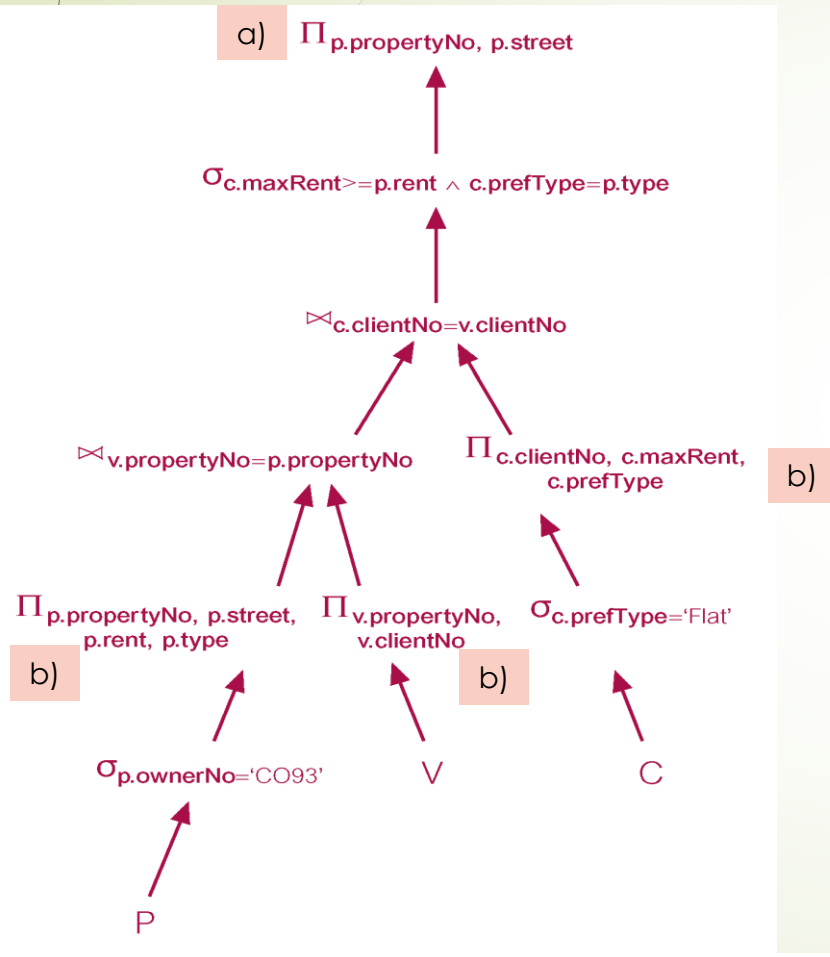 a) Π p.propertyNo, p.street
σ c.maxRent>=p.rent ∧ c.prefType=p.type
⋈ c.clientNo=v.clientNo
⋈ v.propertyNo=p.propertyNo
Π c.clientNo, c.maxRent,
c.prefType
b)
Π p.propertyNo, p.street,
p.rent, p.type
b)
Π v.propertyNo,
v.clientNo
b)
σ c.prefType='Flat'
σ p.ownerNo='CO93'
V
C
P